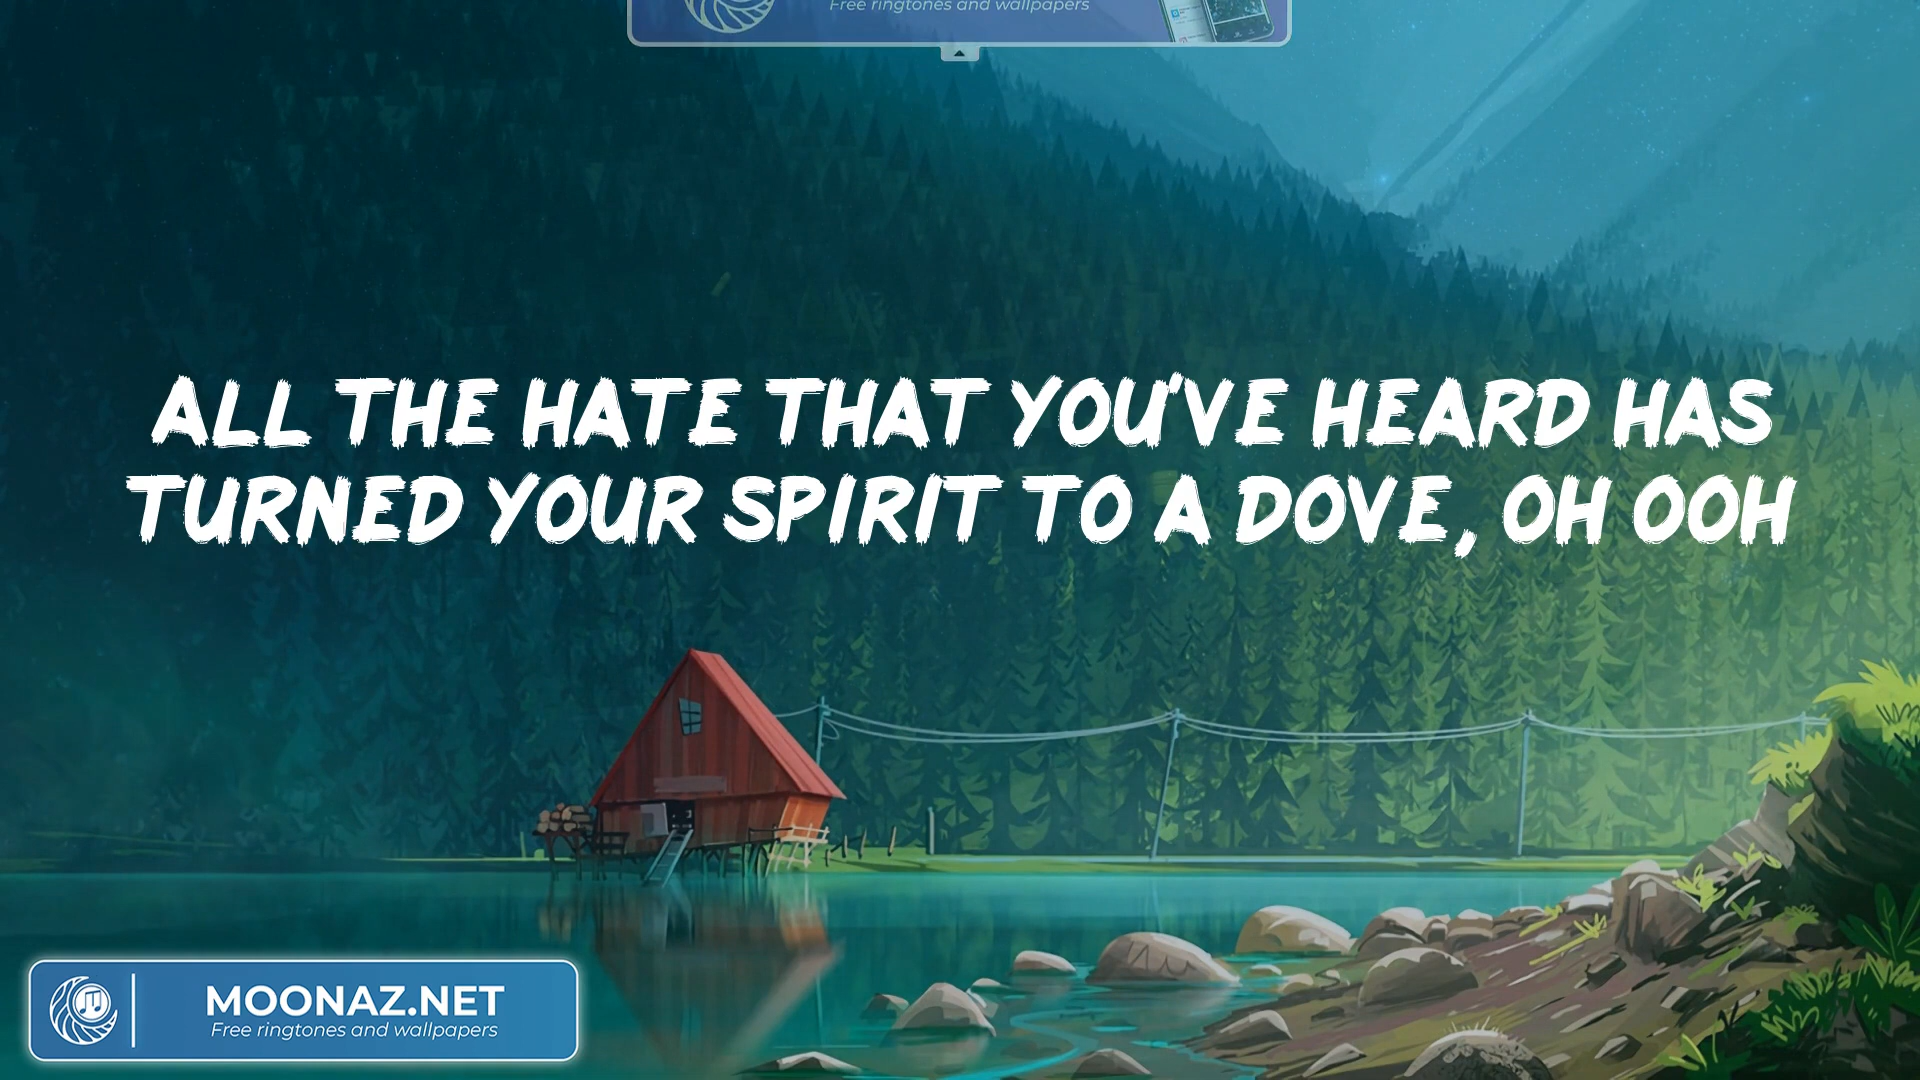 Free ringtones and wallpapers
ALL THE HATE THAT YOU'VE HEARD HAS
TURNED YOUR SPIRIT TO A DOVE, OH OOH
MOONAZ.NET
Free ringtones and wallpapers